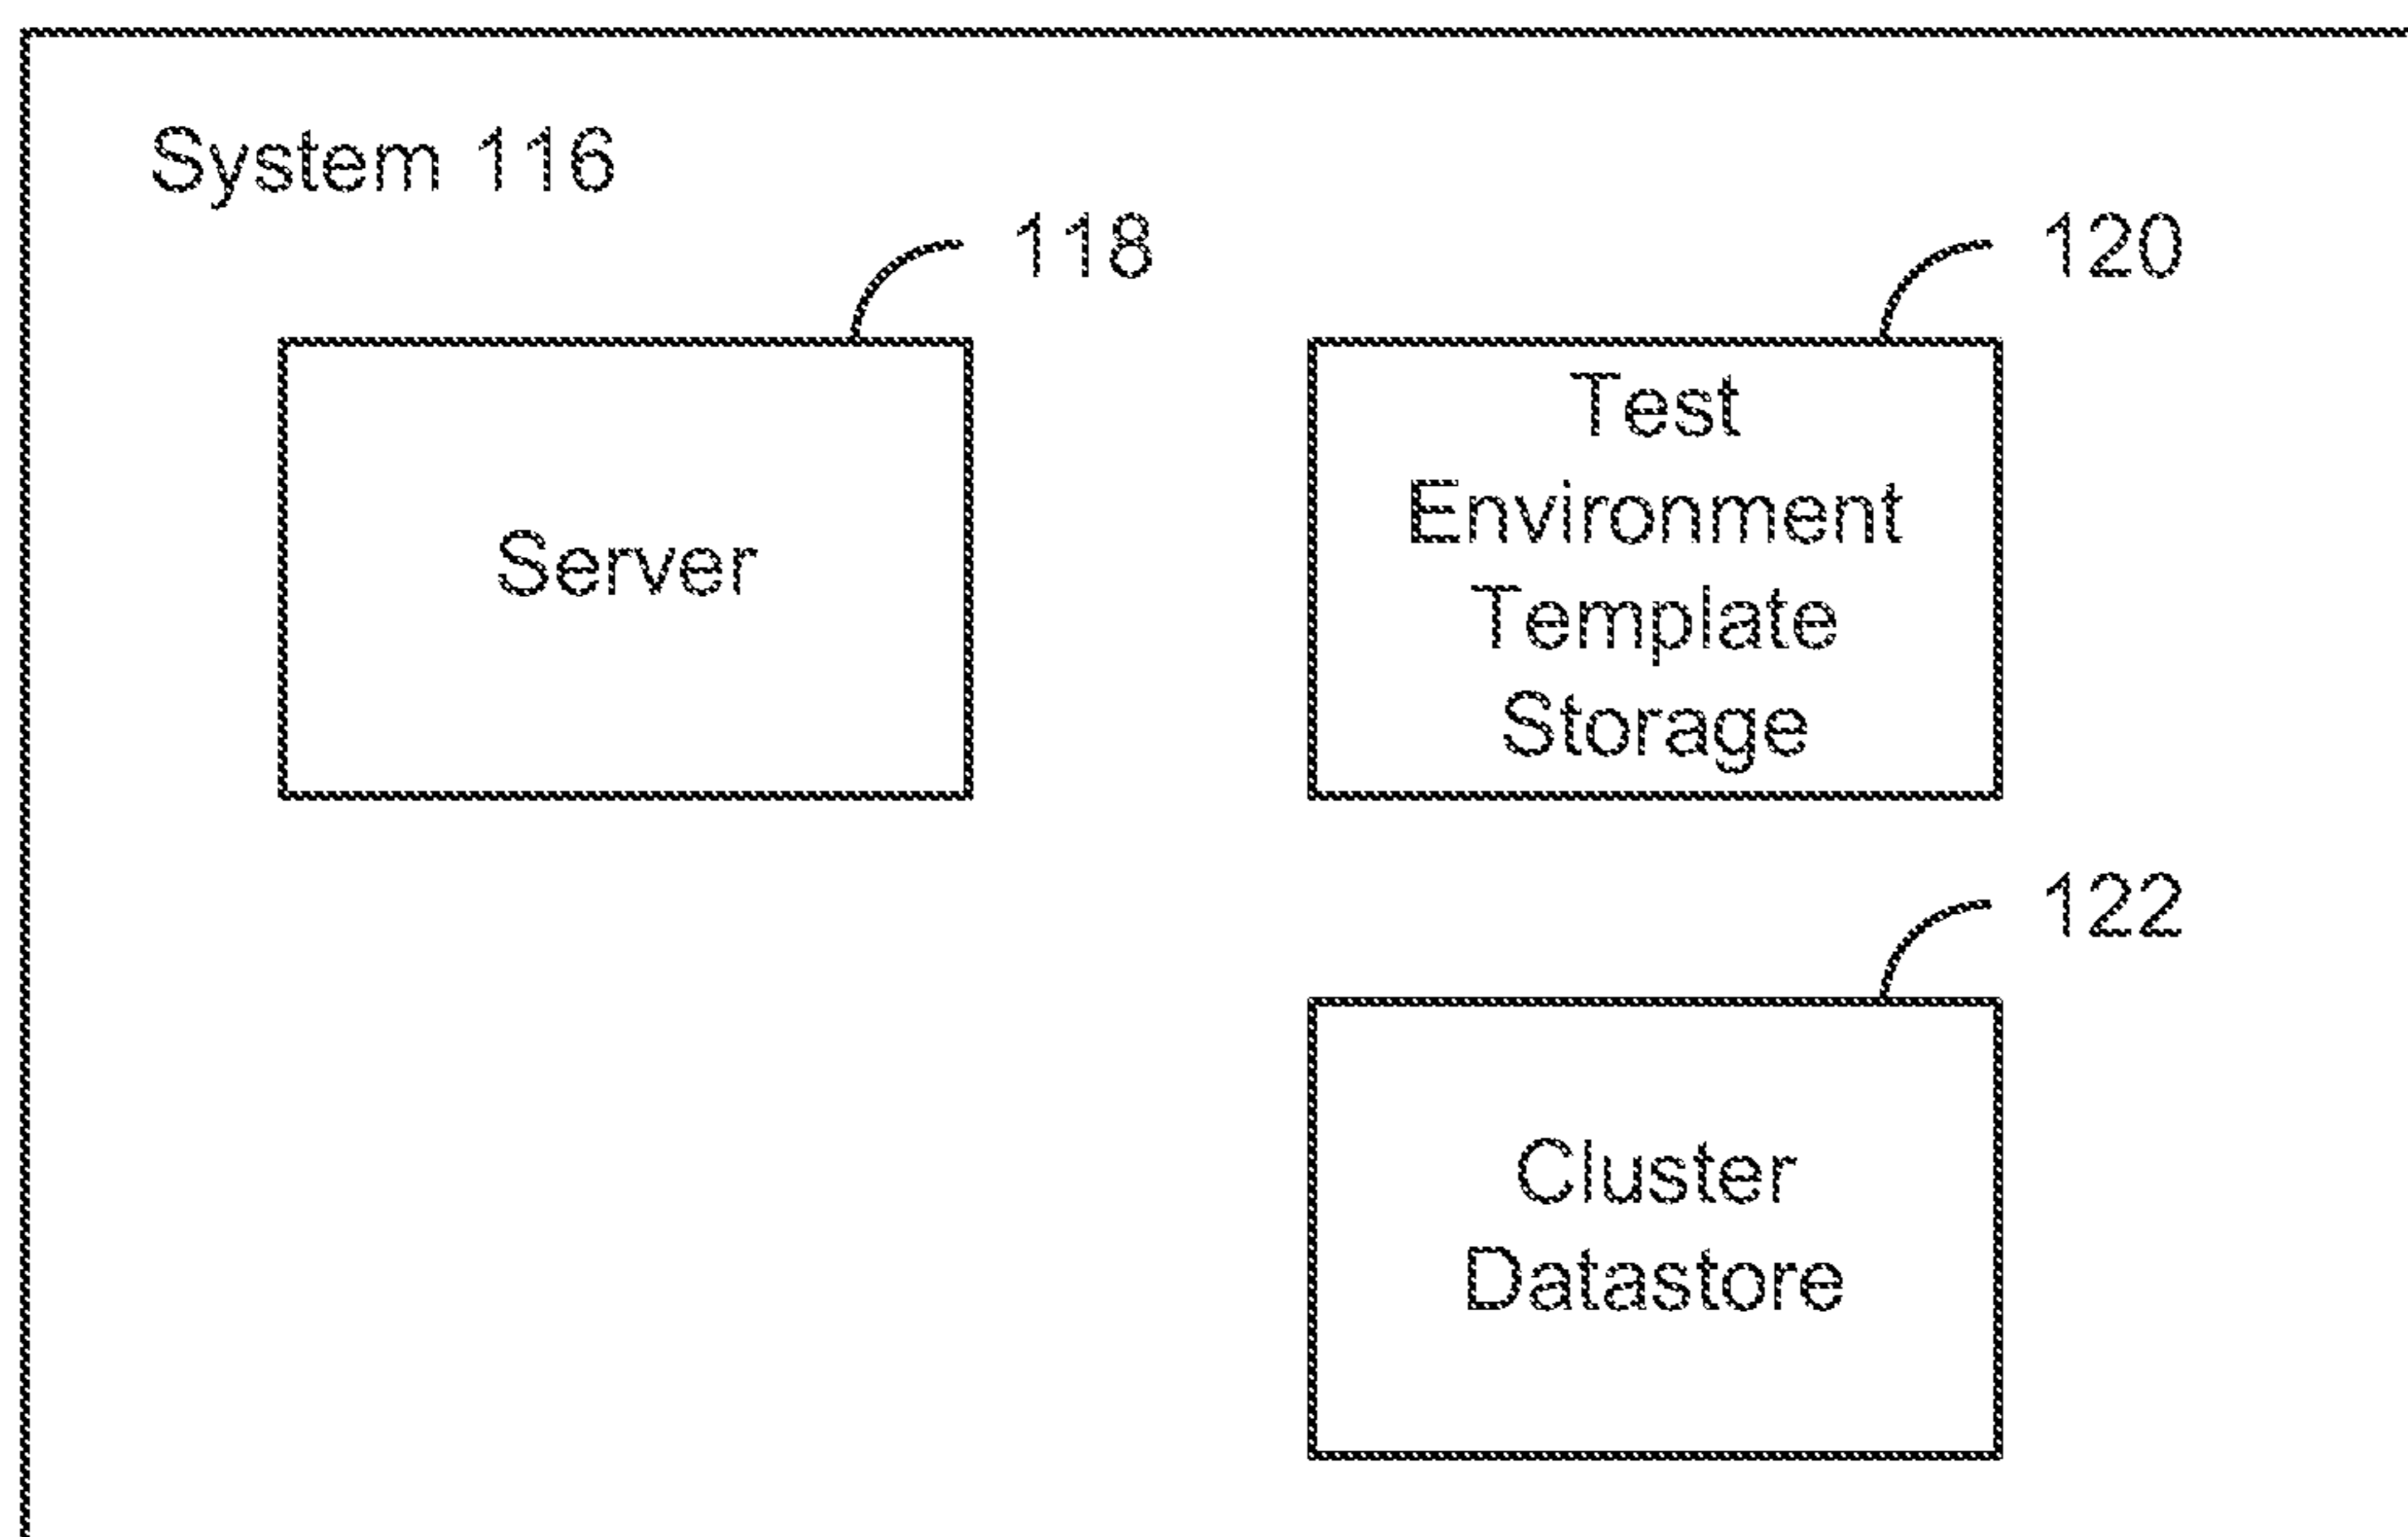 System 116
118
120
Server
Test
Environment
Template
Storage
122
Cluster
Datastore